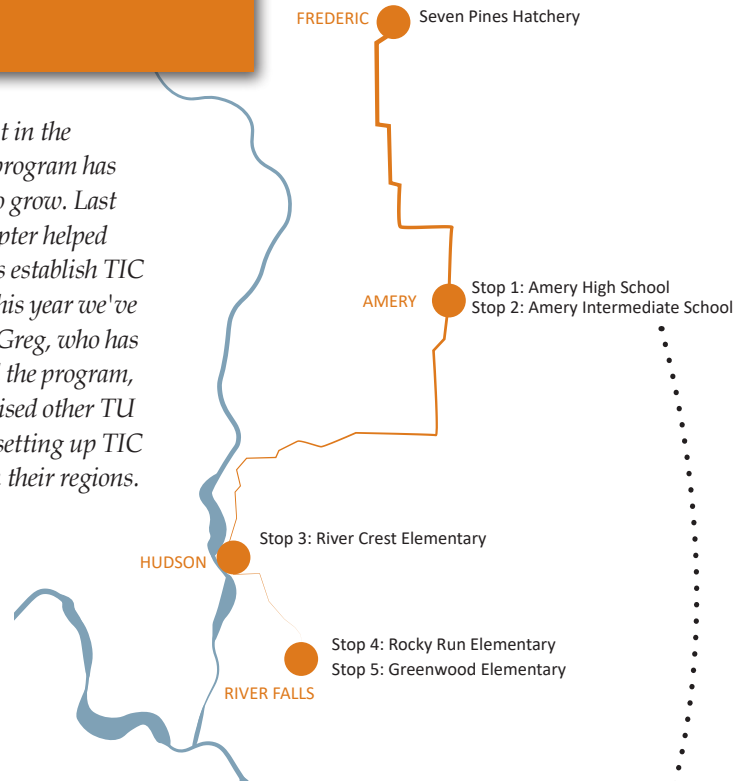 FREDERIC
Seven Pines Hatchery
t in the
program has
o grow. Last
pter helped
s establish TIC
his year we've
Greg, who has
the program,
ised other TU
setting up TIC
their regions.
AMERY
Stop 1: Amery High School
Stop 2: Amery Intermediate School
HUDSON
Stop 3: River Crest Elementary
Stop 4: Rocky Run Elementary
Stop 5: Greenwood Elementary
RIVER FALLS